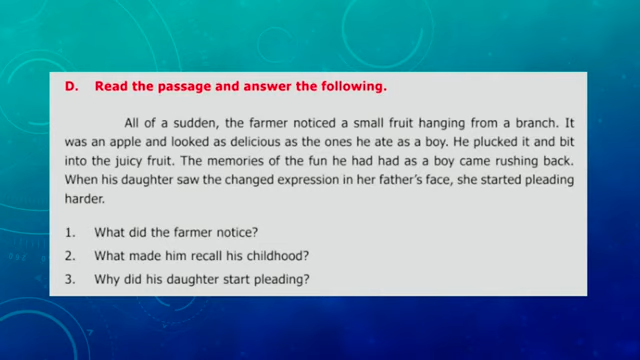 D. Read the passage and answer the following.
All of a sudden, the farmer noticed a small fruit hanging from a branch. It
was an apple and looked as delicious as the ones he ate as a boy. He plucked it and bit
into the juicy fruit. The memories of the fun he had had as a boy came rushing back.
When his daughter saw the changed expression in her father's face, she started pleading
harder.
1. What did the farmer notice?
2. What made him recall his childhood?
3. Why did his daughter start pleading?